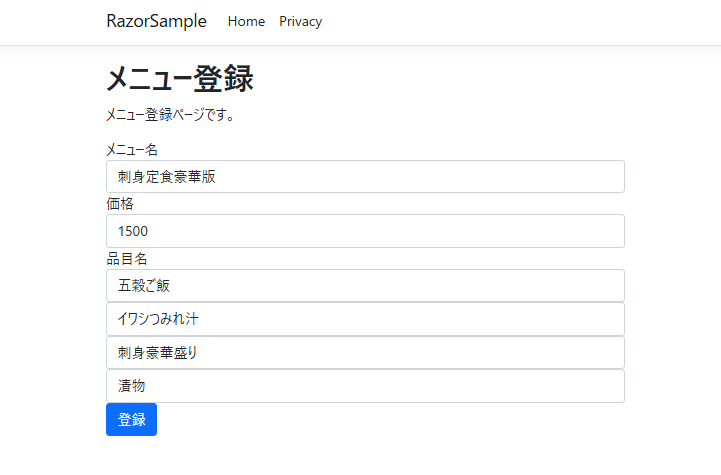 RazorSample Home Privacy
メニュー登録
メニュー登録ページです。
メニュー名
刺身定食豪華版
価格
1500
品目名
五穀ご飯
イワシつみれ汁
刺身豪華盛り
漬物
登録